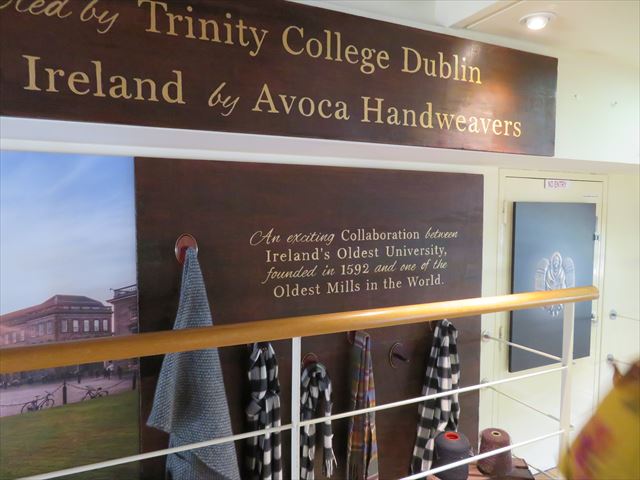 by Trinity College Dublin
Ireland by Avoca Handweavers
NO ENTRY
An exciting Collaboration between
Ireland's Oldest University,
founded in 1592 and one of the
Oldest Mills in the World.